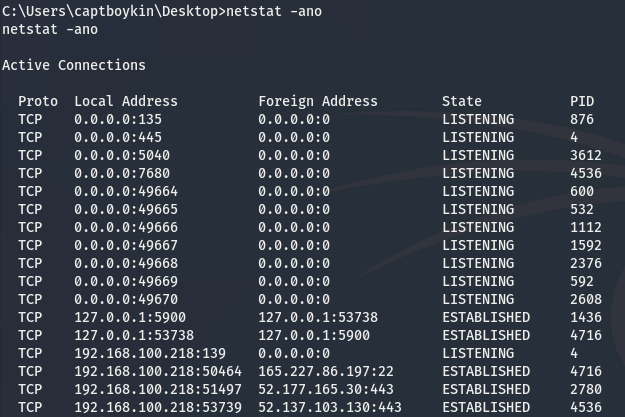 C:\Users\captboykin\Desktop>netstat -ano
netstat -ano
Active Connections
Proto  Local Address          Foreign Address        State           PID
TCP    0.0.0.0:135            0.0.0.0:0              LISTENING       876
TCP    0.0.0.0:445            0.0.0.0:0              LISTENING       4
TCP    0.0.0.0:5040           0.0.0.0:0              LISTENING       3612
TCP    0.0.0.0:7680           0.0.0.0:0              LISTENING       4536
TCP    0.0.0.0:49664          0.0.0.0:0              LISTENING       600
TCP    0.0.0.0:49665          0.0.0.0:0              LISTENING       532
TCP    0.0.0.0:49666          0.0.0.0:0              LISTENING       1112
TCP    0.0.0.0:49667          0.0.0.0:0              LISTENING       1592
TCP    0.0.0.0:49668          0.0.0.0:0              LISTENING       2376
TCP    0.0.0.0:49669          0.0.0.0:0              LISTENING       592
TCP    0.0.0.0:49670          0.0.0.0:0              LISTENING       2608
TCP    127.0.0.1:5900         127.0.0.1:53738        ESTABLISHED     1436
TCP    127.0.0.1:53738        127.0.0.1:5900         ESTABLISHED     4716
TCP    192.168.100.218:139    0.0.0.0:0              LISTENING       4
TCP    192.168.100.218:50464  165.227.86.197:22      ESTABLISHED     4716
TCP    192.168.100.218:51497  52.177.165.30:443      ESTABLISHED     2780
TCP    192.168.100.218:53739  52.137.103.130:443     ESTABLISHED     4536